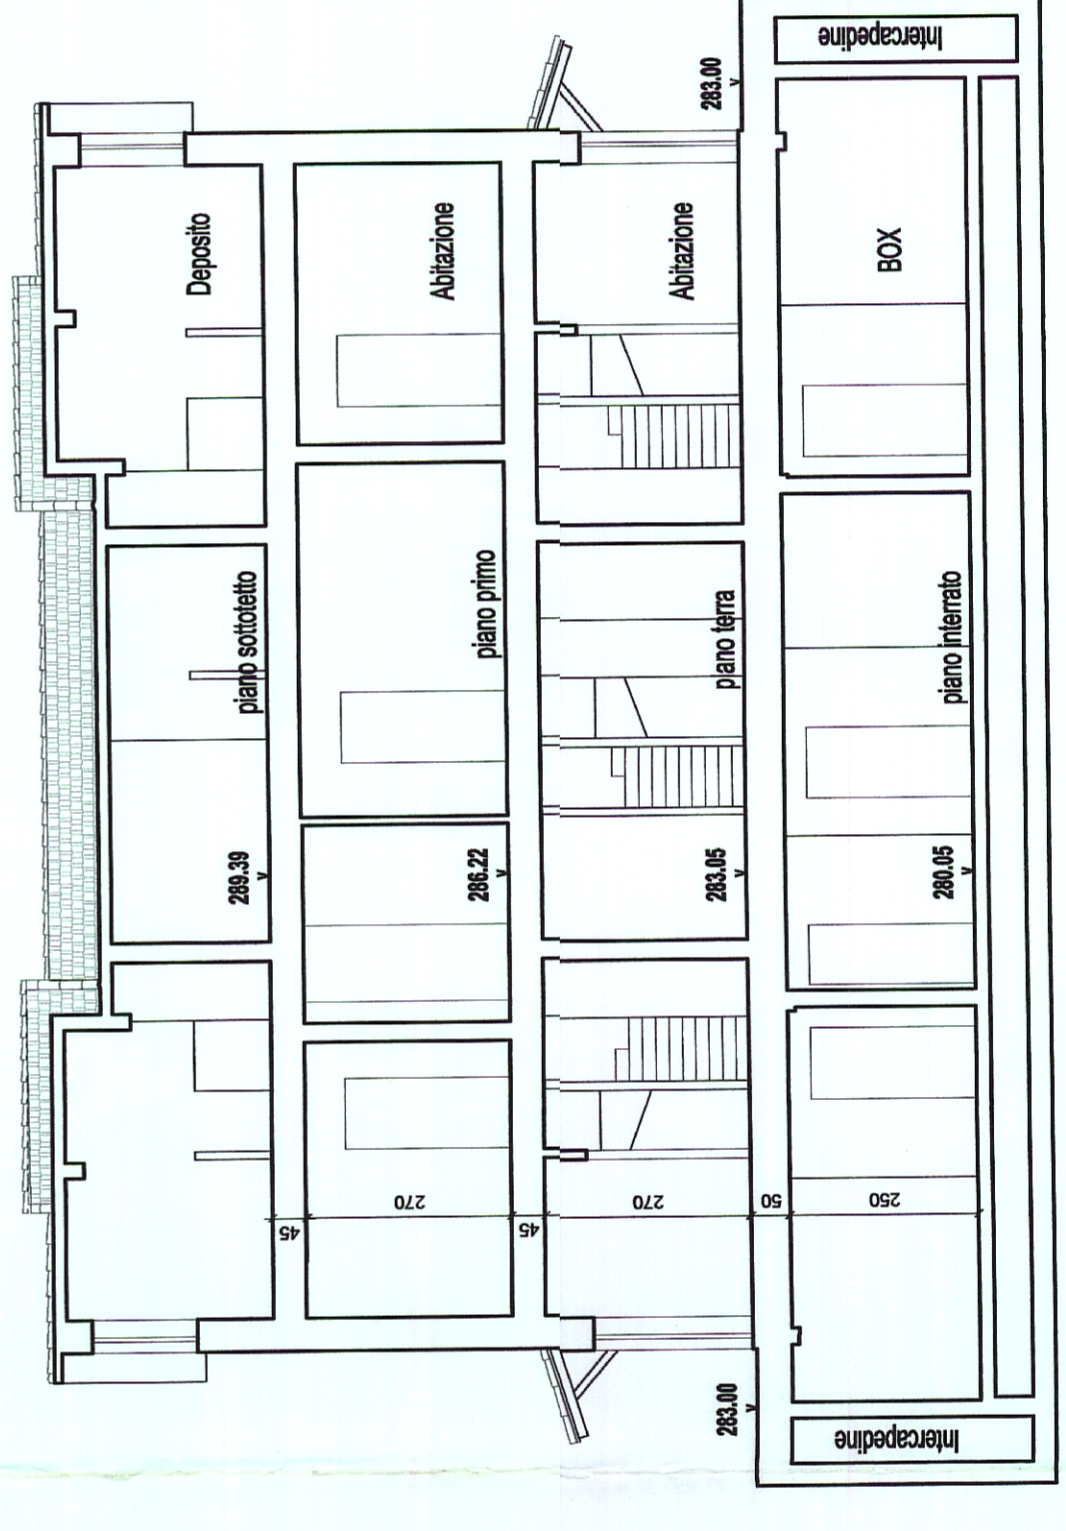 Intercapedine
283.00
Deposito
Abitazione
Abitazione
BOX
piano sottotetto
piano primo
piano terra
piano interrato
289.39
286.22
283.05
280.05
45
270
45
270
50
250
283.00
Intercapedine